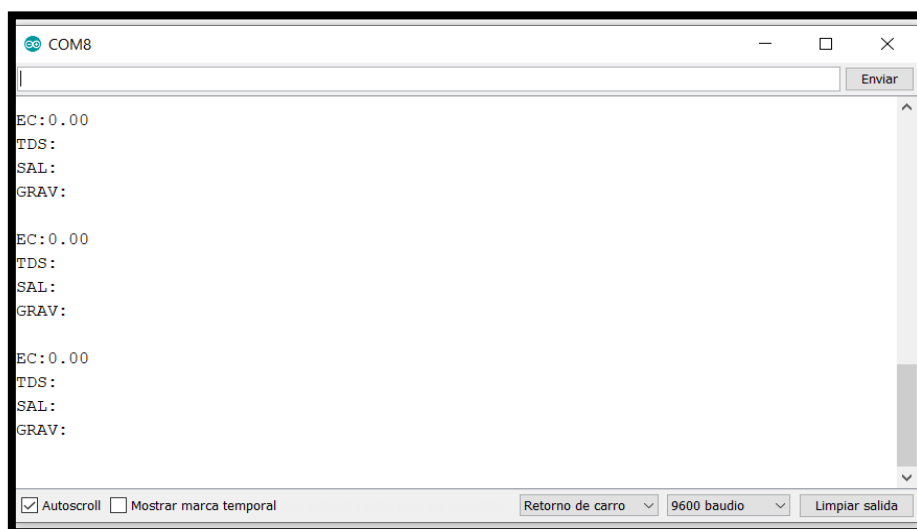 COM8
Enviar
EC:0.00
TDS:
SAL:
GRAV:
EC:0.00
TDS:
SAL:
GRAV:
EC:0.00
TDS:
SAL:
GRAV:
Autoscroll Mostrar marca temporal Retorno de carro 9600 baudio Limpiar salida